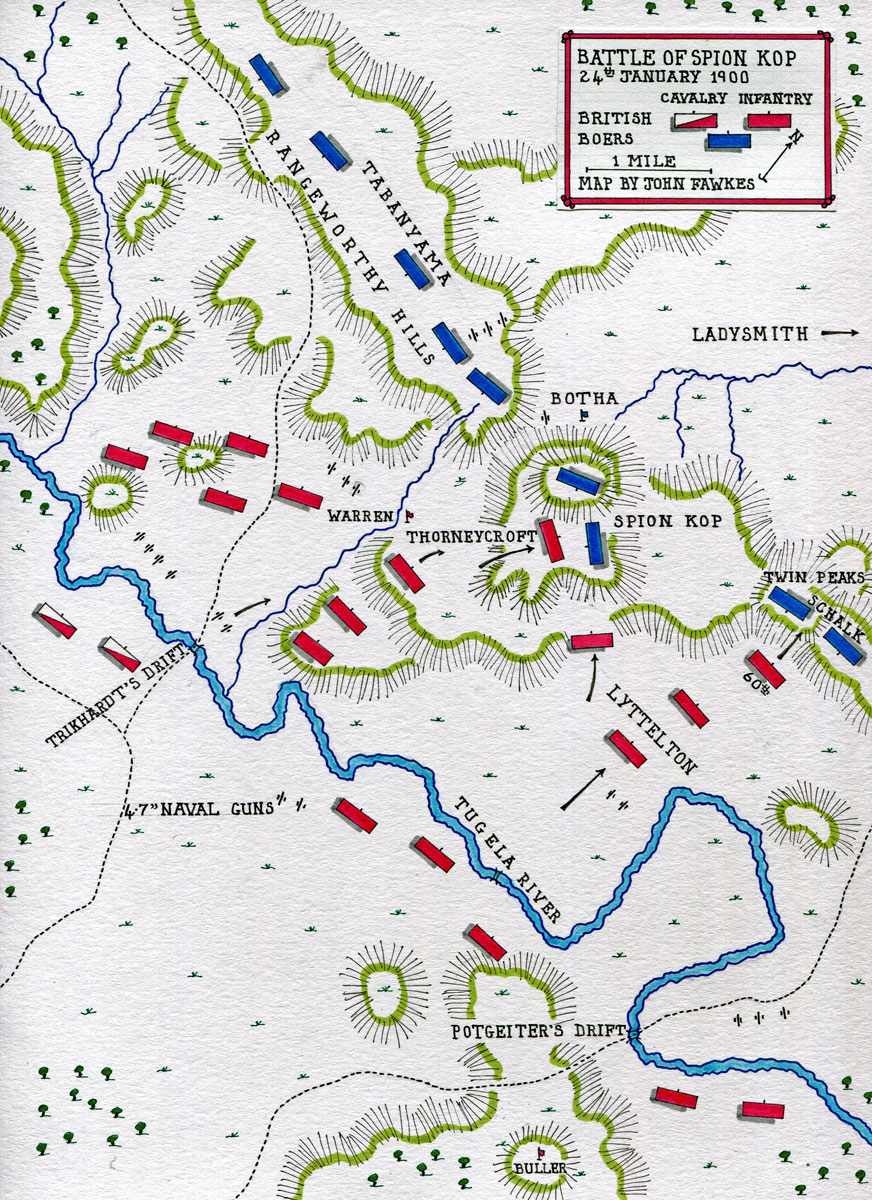 BATTLE OF SPION KOP
24th JANUARY 1900
CAVALRY INFANTRY
BRITISH
BOERS
N
1 MILE
MAP BY JOHN FAWKES
RANGEWORTHY HILLS
TABANYAMA
LADYSMITH
BOTHA
WARREN
THORNEYCROFT
SPION KOP
TWIN PEAKS
SCHALK
60th
TRIKHARDT'S DRIFT
LYTTELTON
4.7" NAVAL GUNS
TUGELA RIVER
POTGEITER'S DRIFT
BULLER